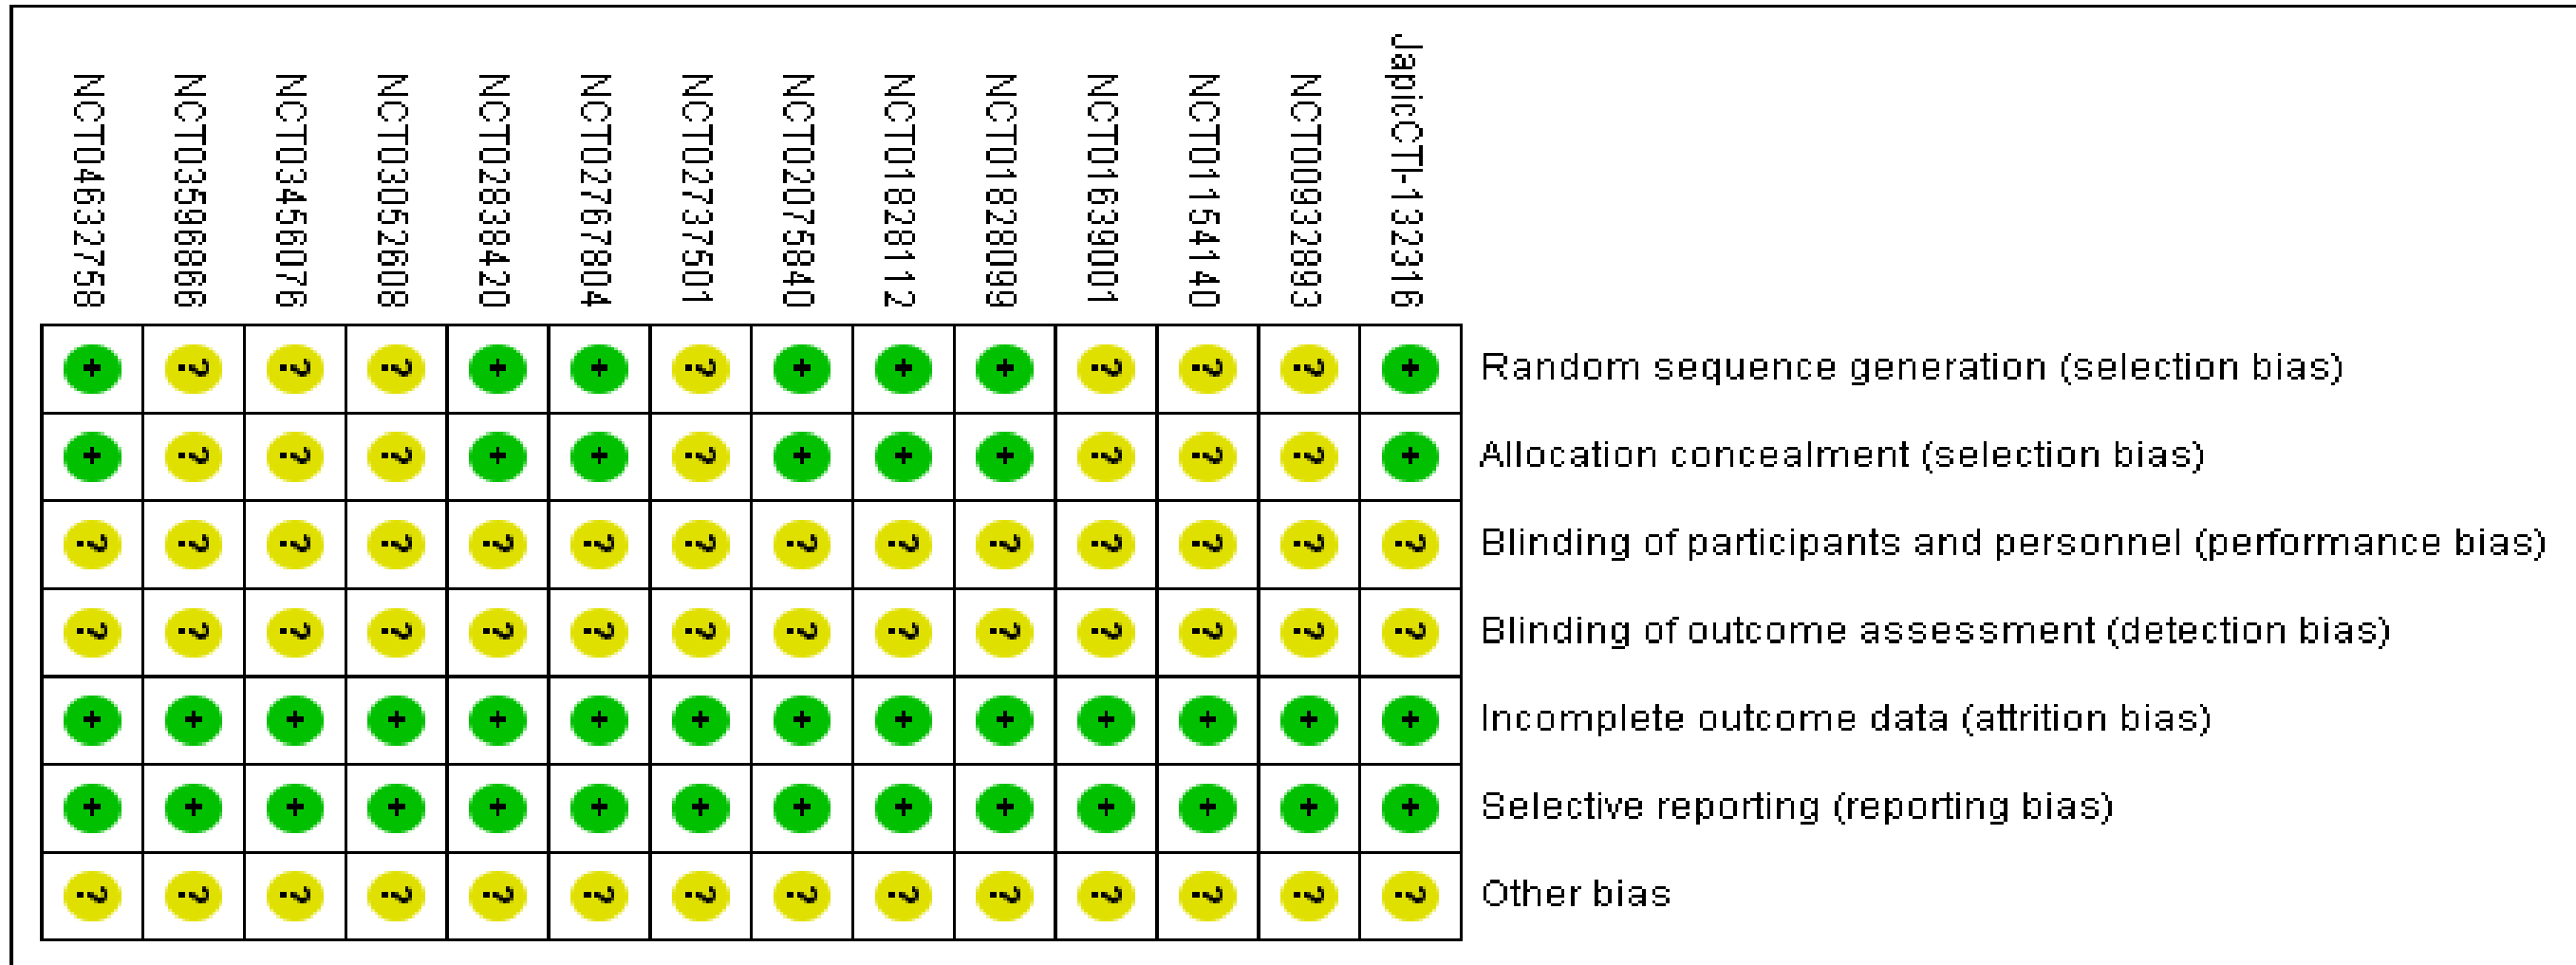 NCT04632758
NCT03596866
NCT03456076
NCT03052608
NCT02838420
NCT02767804
NCT02737501
NCT02075840
NCT01828112
NCT01828099
NCT01639001
NCT01154140
NCT00932893
JapicCTI-132316
+ ? ? ? + + ? + + + ? ? ? + Random sequence generation (selection bias)
+ ? ? ? + + ? + + + ? ? ? + Allocation concealment (selection bias)
? ? ? ? ? ? ? ? ? ? ? ? ? ? Blinding of participants and personnel (performance bias)
? ? ? ? ? ? ? ? ? ? ? ? ? ? Blinding of outcome assessment (detection bias)
+ + + + + + + + + + + + + + Incomplete outcome data (attrition bias)
+ + + + + + + + + + + + + + Selective reporting (reporting bias)
? ? ? ? ? ? ? ? ? ? ? ? ? ? Other bias